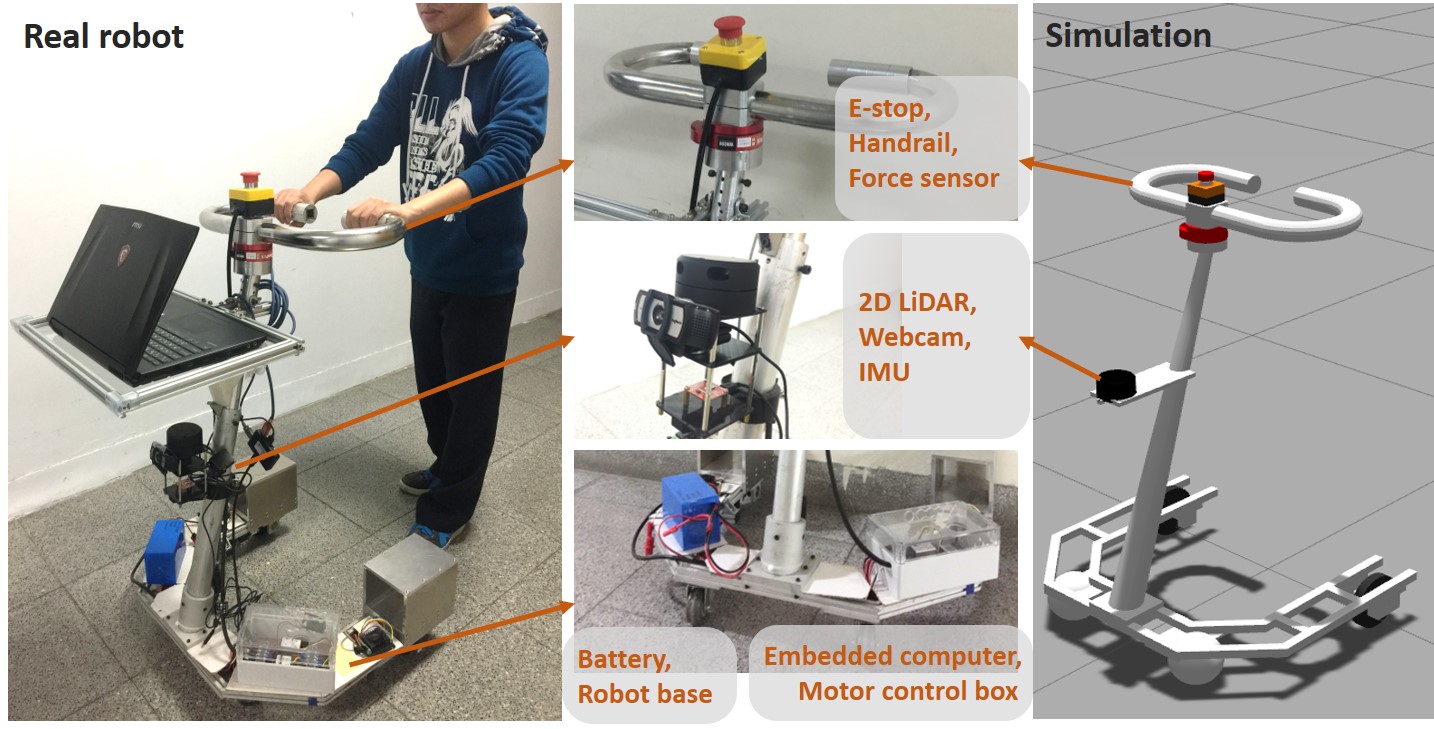 Real robot
E-stop,
Handrail,
Force sensor
2D LiDAR,
Webcam,
IMU
Battery,
Robot base
Embedded computer,
Motor control box
Simulation